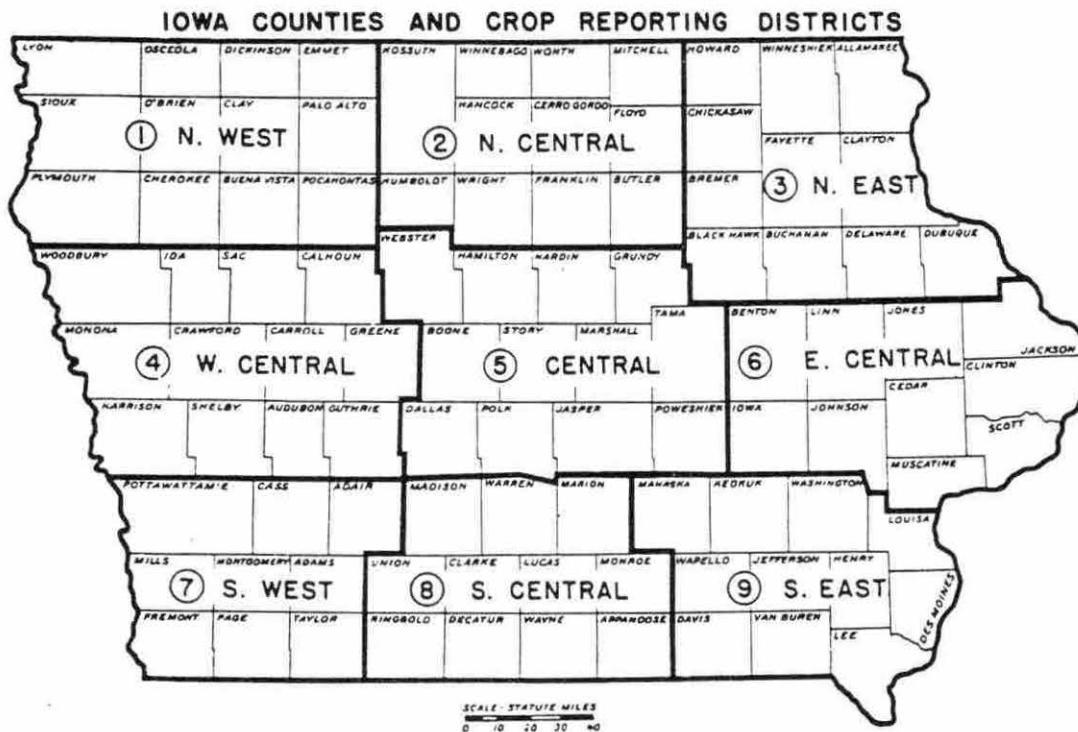 IOWA COUNTIES AND CROP REPORTING DISTRICTS
LYON OSCEOLA DICKINSON EMMET KOSSUTH WINNEBAGO WORTH MITCHELL HOWARD WINNESHIEK ALLAMAKEE
SIOUX O'BRIEN CLAY PALO ALTO HANCOCK CERRO GORDO FLOYD CHICKASAW
1 N. WEST 2 N. CENTRAL FAYETTE CLAYTON
PLYMOUTH CHEROKEE BUENA VISTA POCAHONTAS HUMBOLDT WRIGHT FRANKLIN BUTLER BREMER 3 N. EAST
WEBSTER BLACK HAWK BUCHANAN DELAWARE DUBUQUE
WOODBURY IDA SAC CALHOUN HAMILTON HARDIN GRUNDY
TAMA BENTON LINN JONES
MONONA CRAWFORD CARROLL GREENE BOONE STORY MARSHALL JACKSON
4 W. CENTRAL 5 CENTRAL 6 E. CENTRAL CLINTON
CEDAR
HARRISON SHELBY AUDUBON GUTHRIE DALLAS POLK JASPER POWESHIEK IOWA JOHNSON SCOTT
MUSCATINE
POTTAWATTAMIE CASS ADAIR MADISON WARREN MARION MAHASKA KEOKUK WASHINGTON
LOUISA
MILLS MONTGOMERY ADAMS UNION CLARKE LUCAS MONROE WAPELLO JEFFERSON HENRY
7 S. WEST 8 S. CENTRAL 9 S. EAST DES MOINES
FREMONT PAGE TAYLOR RINGGOLD DECATUR WAYNE APPANOOSE DAVIS VAN BUREN LEE
SCALE - STATUTE MILES
0 10 20 30 40